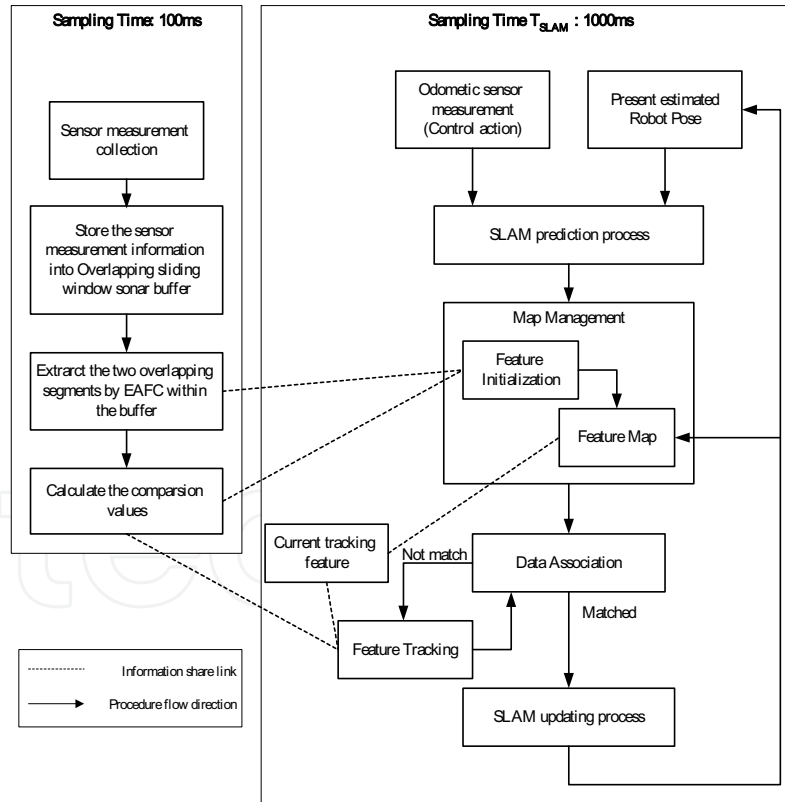 Sampling Time: 100ms
Sensor measurement
collection
Store the sensor
measurement information
into Overlapping sliding
window sonar buffer
Extrarct the two overlapping
segments by EAFC within
the buffer
Calculate the comparsion
values
Information share link
Procedure flow direction
Sampling Time TSLAM : 1000ms
Odometic sensor
measurement
(Control action)
Present estimated
Robot Pose
SLAM prediction process
Map Management
Feature
Initialization
Feature Map
Current tracking
feature
Not match
Data Association
Matched
Feature Tracking
SLAM updating process
tec